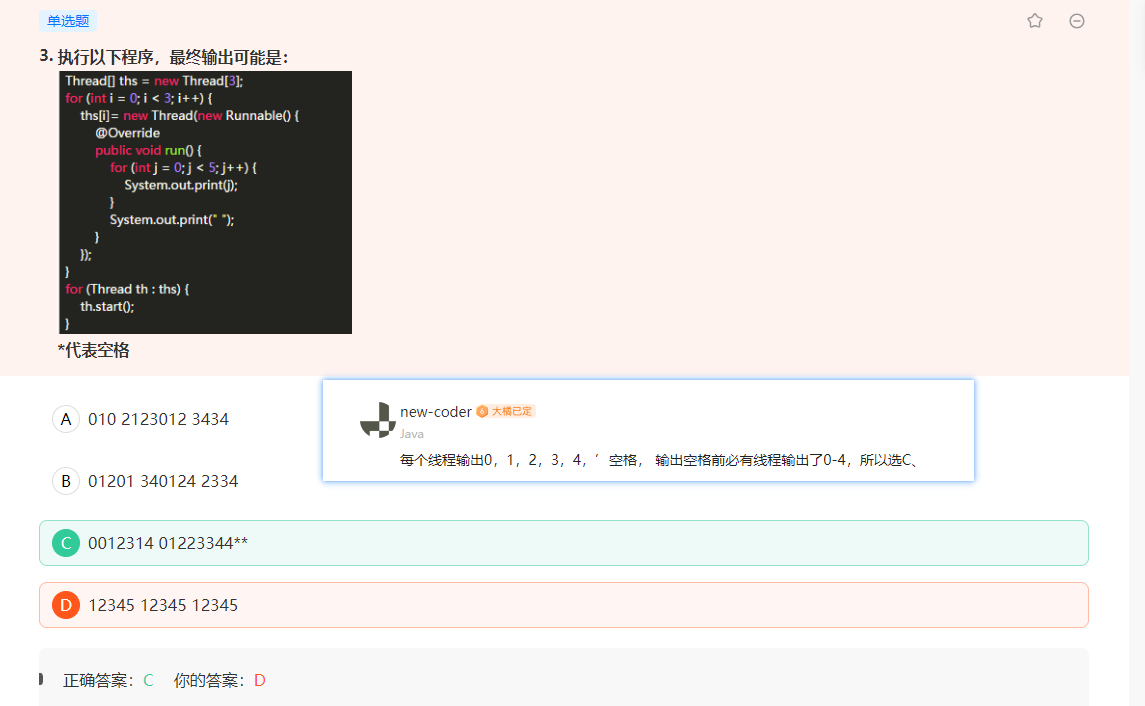 单选题
3. 执行以下程序，最终输出可能是：
Thread[] ths = new Thread[3];
for (int i = 0; i < 3; i++) {
ths[i]= new Thread(new Runnable() {
@Override
public void run() {
for (int j = 0; j < 5; j++) {
System.out.print(j);
}
System.out.print(" ");
}
});
}
for (Thread th : ths) {
th.start();
}
*代表空格
A 010 2123012 3434
B 01201 340124 2334
C 0012314 01223344**
D 12345 12345 12345
new-coder 6 大橘已定
Java
每个线程输出0，1，2，3，4，′ 空格， 输出空格前必有线程输出了0-4，所以选C、
正确答案：C 你的答案：D